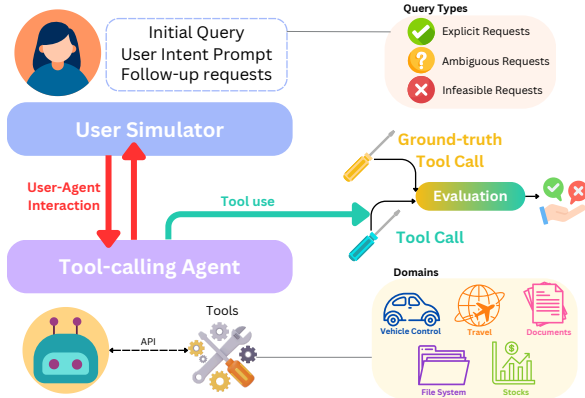 Initial Query
User Intent Prompt
Follow-up requests
Query Types
Explicit Requests
Ambiguous Requests
Infeasible Requests
User Simulator
User-Agent
Interaction
Tool use
Ground-truth
Tool Call
Evaluation
Tool Call
Tool-calling Agent
Domains
Vehicle Control
Travel
Documents
File System
Stocks
Tools
API